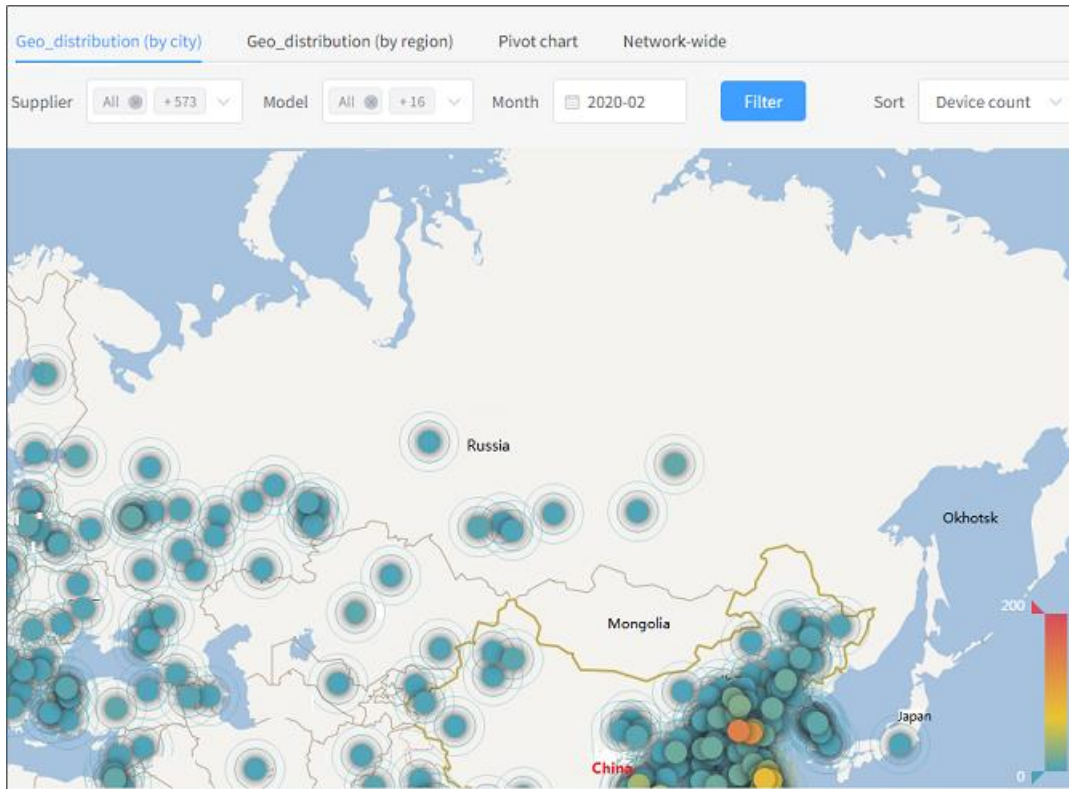 Geo_distribution (by city) Geo_distribution (by region) Pivot chart Network-wide
Supplier All + 573 Model All + 16 Month 2020-02 Filter Sort Device count
Russia
Okhotsk
200
Mongolia
Japan
China
0